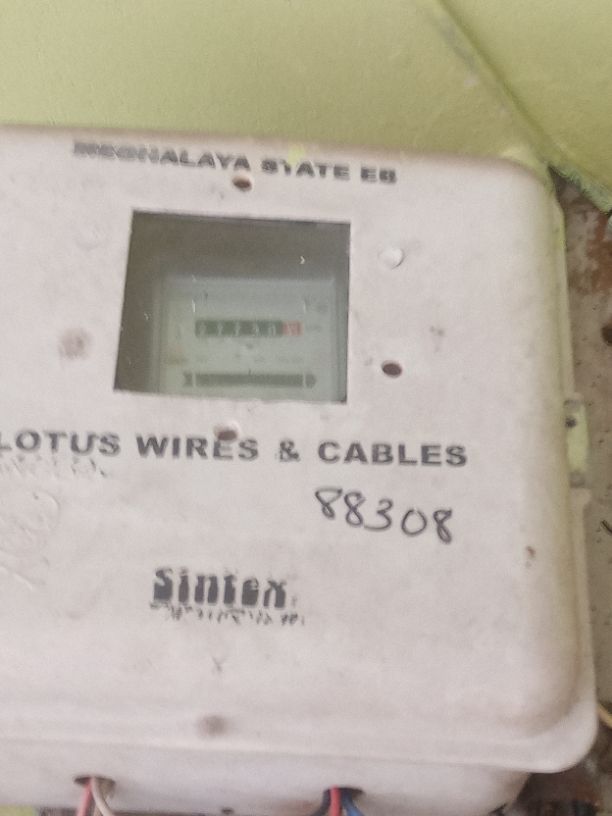 MEGHALAYA STATE EB
LOTUS WIRES & CABLES
88308
Sintex